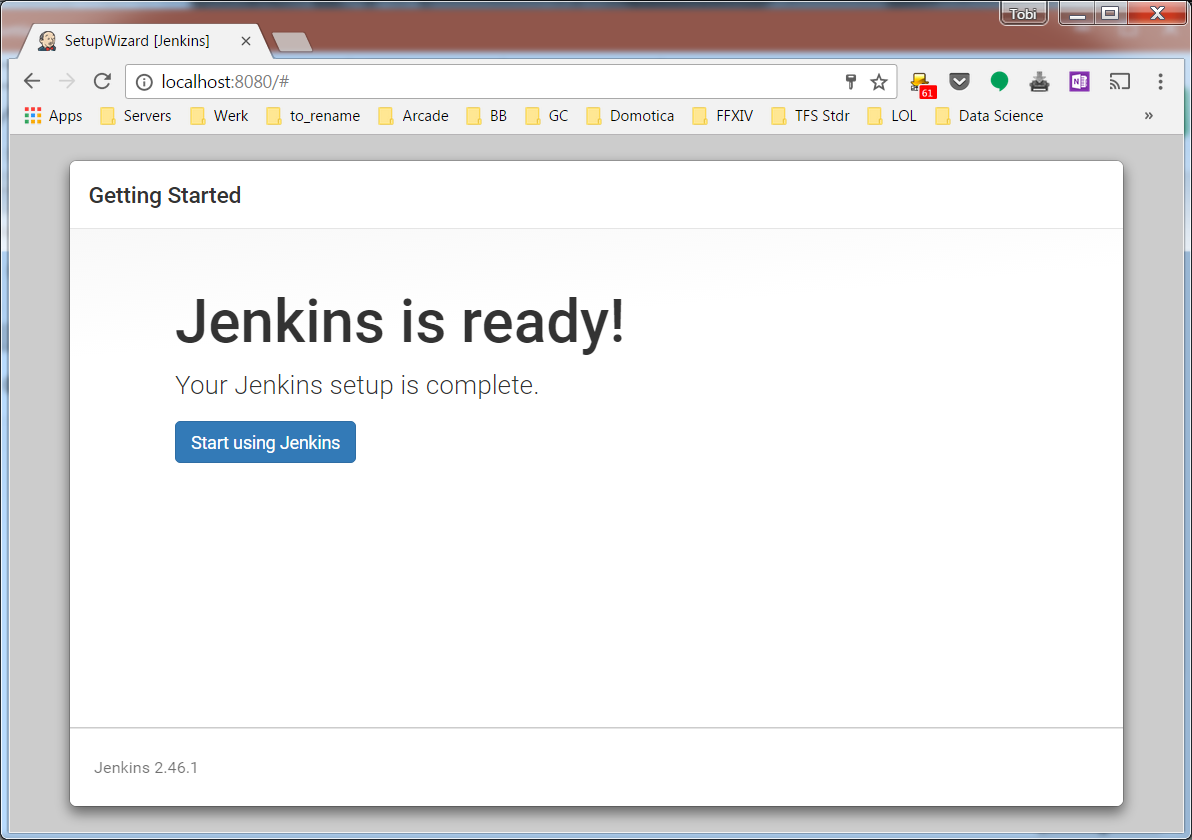 Tobi
SetupWizard [Jenkins]
localhost:8080/#
61
N
Apps Servers Werk to_rename Arcade BB GC Domotica FFXIV TFS Stdr LOL Data Science »
Getting Started
Jenkins is ready!
Your Jenkins setup is complete.
Start using Jenkins
Jenkins 2.46.1